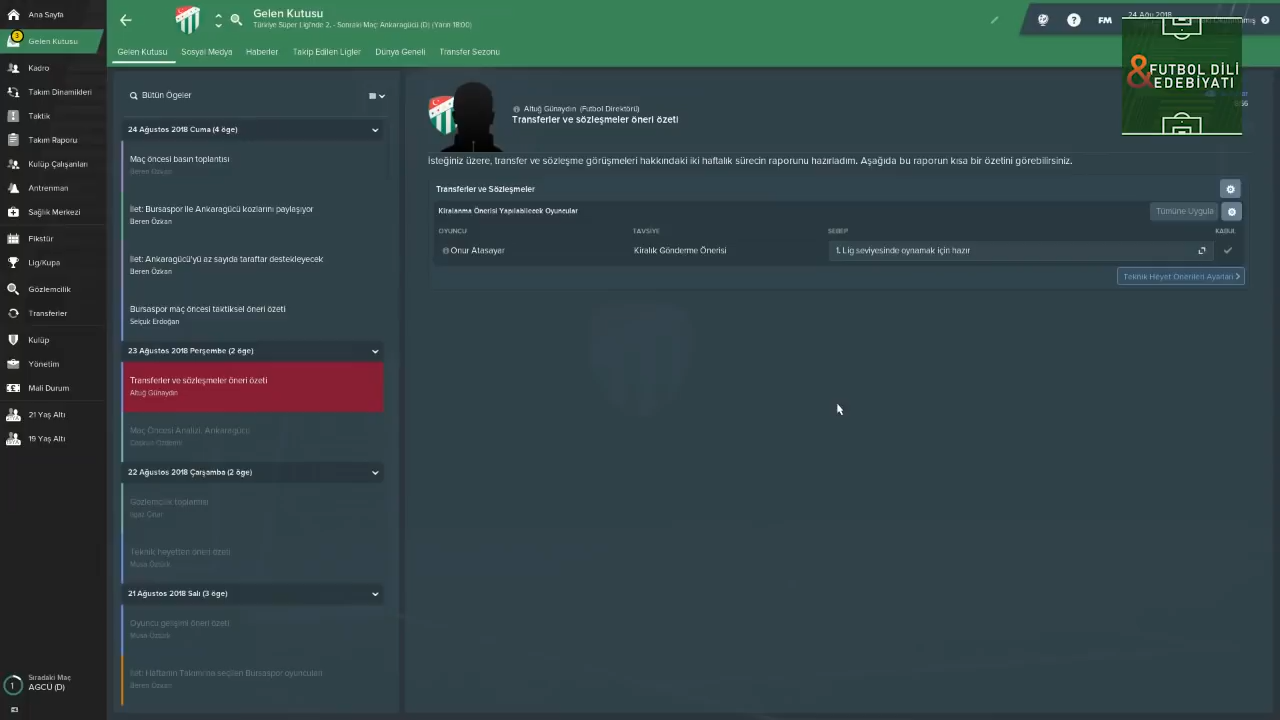 Gelen Kutusu
Türkiye Süper Ligi'nde 2. - Sonraki Maç: Ankaragücü (D) (Yarın 18:00)
24 Ağu 2018
FM
3
Gelen Kutusu Sosyal Medya Haberler Takip Edilen Ligler Dünya Geneli Transfer Sezonu
Ana Sayfa
Gelen Kutusu
Kadro
Takım Dinamikleri
Taktik
Takım Raporu
Kulüp Çalışanları
Antrenman
Sağlık Merkezi
Fikstür
Lig/Kupa
Gözlemcilik
Transferler
Kulüp
Yönetim
Mali Durum
21 Yaş Altı
19 Yaş Altı
1
Sıradaki Maç
AGCÜ (D)
Bütün Ögeler
24 Ağustos 2018 Cuma (4 öge)
Maç öncesi basın toplantısı
Beren Özkan
İlet: Bursaspor ile Ankaragücü kozlarını paylaşıyor
Beren Özkan
İlet: Ankaragücü'yü az sayıda taraftar destekleyecek
Beren Özkan
Bursaspor maç öncesi taktiksel öneri özeti
Selçuk Erdoğan
23 Ağustos 2018 Perşembe (2 öge)
Transferler ve sözleşmeler öneri özeti
Altuğ Günaydın
Maç Öncesi Analizi, Ankaragücü
22 Ağustos 2018 Çarşamba (2 öge)
Gözlemcilik toplantısı
Teknik heyetten öneri özeti
Musa Öztürk
21 Ağustos 2018 Salı (3 öge)
Oyuncu gelişimi öneri özeti
Musa Öztürk
İlet: Haftanın Takımı'na seçilen Bursaspor oyuncuları
Beren Özkan
Altuğ Günaydın (Futbol Direktörü)
Transferler ve sözleşmeler öneri özeti
&FUTBOL DİLİ
EDEBİYATI
İsteğiniz üzere, transfer ve sözleşme görüşmeleri hakkındaki iki haftalık sürecin raporunu hazırladım. Aşağıda bu raporun kısa bir özetini görebilirsiniz.
Transferler ve Sözleşmeler
Kiralanma Önerisi Yapılabilecek Oyuncular
Tümüne Uygula
OYUNCU TAVSİYE SEBEP KABUL
Onur Atasayar Kiralık Gönderme Önerisi 1. Lig seviyesinde oynamak için hazır
Teknik Heyet Önerileri Ayarları